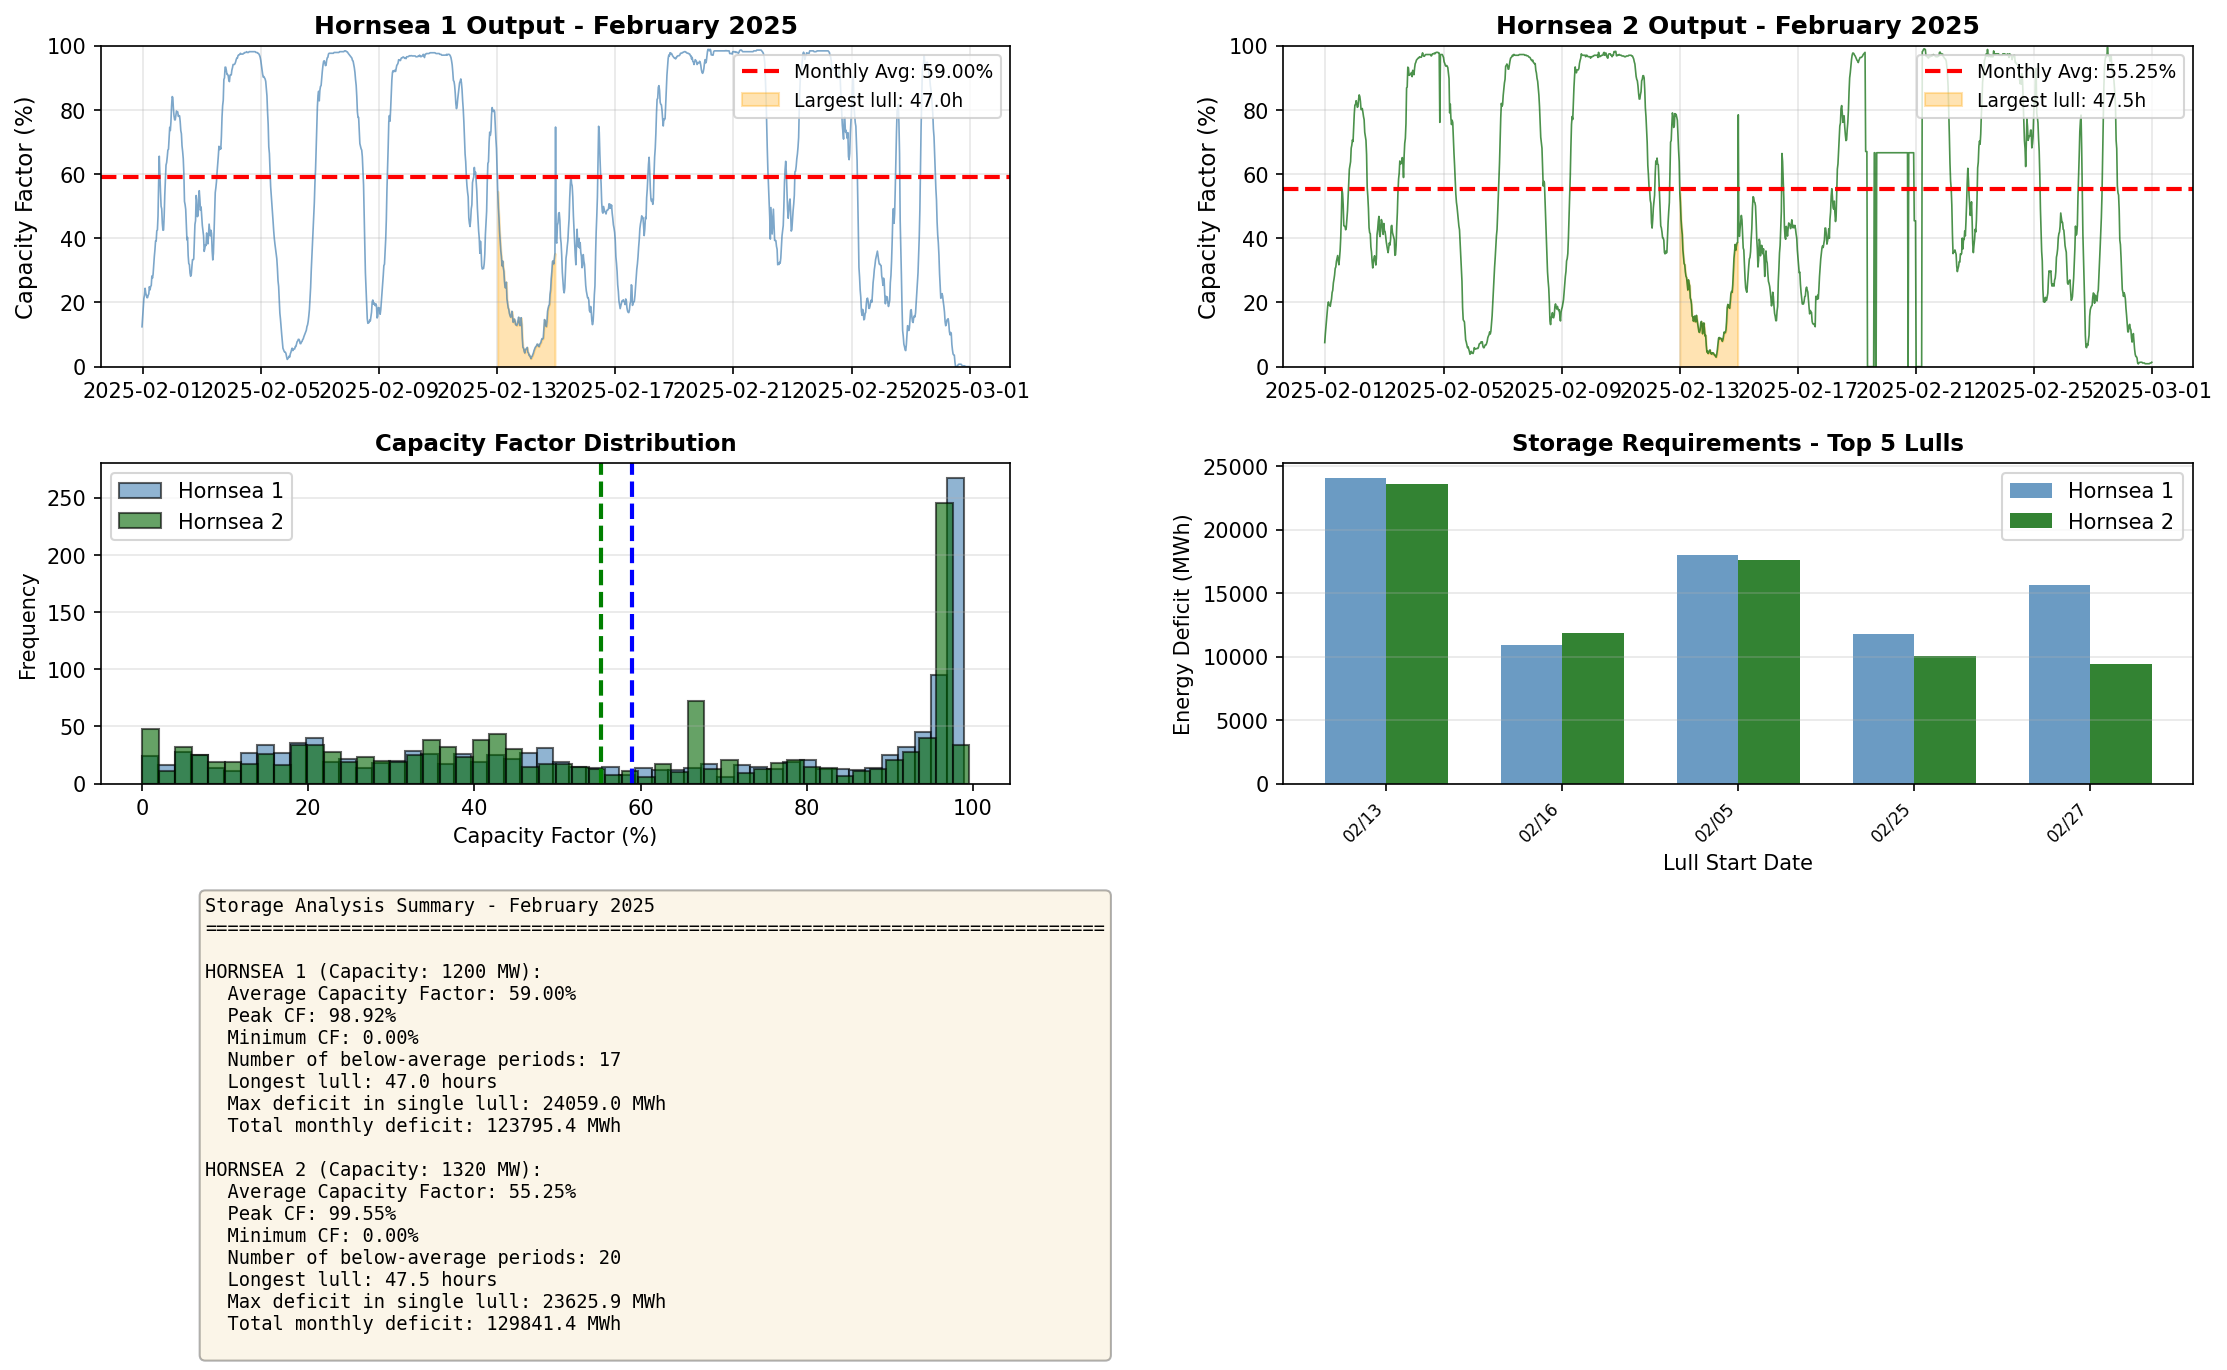 Hornsea 1 Output - February 2025
Capacity Factor (%)
100
80
60
40
20
0
Monthly Avg: 59.00%
Largest lull: 47.0h
2025-02-01 2025-02-05 2025-02-09 2025-02-13 2025-02-17 2025-02-21 2025-02-25 2025-03-01
Hornsea 2 Output - February 2025
Capacity Factor (%)
100
80
60
40
20
0
Monthly Avg: 55.25%
Largest lull: 47.5h
2025-02-01 2025-02-05 2025-02-09 2025-02-13 2025-02-17 2025-02-21 2025-02-25 2025-03-01
Capacity Factor Distribution
Frequency
250
200
150
100
50
0
Hornsea 1
Hornsea 2
0 20 40 60 80 100
Capacity Factor (%)
Storage Requirements - Top 5 Lulls
Energy Deficit (MWh)
25000
20000
15000
10000
5000
0
Hornsea 1
Hornsea 2
02/13 02/16 02/05 02/25 02/27
Lull Start Date
Storage Analysis Summary - February 2025
================================================================================
HORNSEA 1 (Capacity: 1200 MW):
Average Capacity Factor: 59.00%
Peak CF: 98.92%
Minimum CF: 0.00%
Number of below-average periods: 17
Longest lull: 47.0 hours
Max deficit in single lull: 24059.0 MWh
Total monthly deficit: 123795.4 MWh
HORNSEA 2 (Capacity: 1320 MW):
Average Capacity Factor: 55.25%
Peak CF: 99.55%
Minimum CF: 0.00%
Number of below-average periods: 20
Longest lull: 47.5 hours
Max deficit in single lull: 23625.9 MWh
Total monthly deficit: 129841.4 MWh